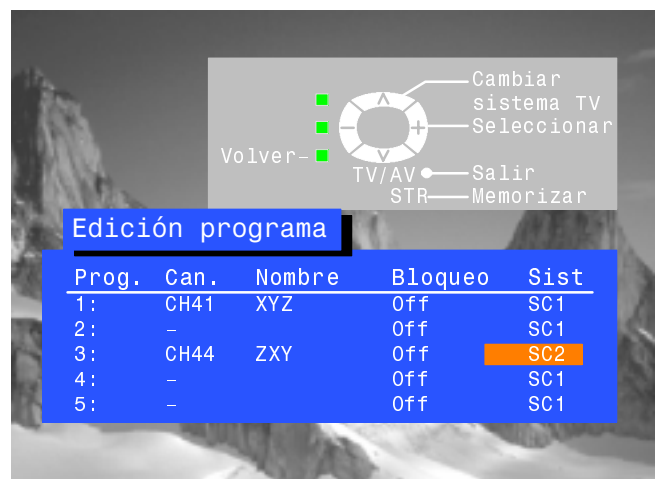 Cambiar
sistema TV
Seleccionar
Volver
TV/AV Salir
STR Memorizar
Edición programa
Prog. Can. Nombre Bloqueo Sist
1: CH41 XYZ Off SC1
2: – Off SC1
3: CH44 ZXY Off SC2
4: – Off SC1
5: – Off SC1